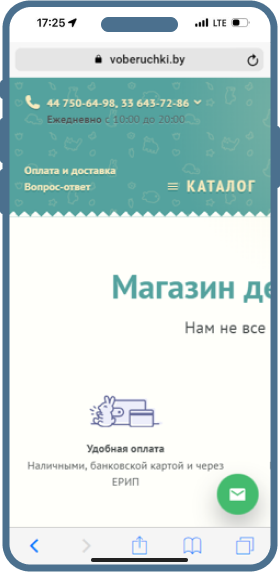 17:25
LTE
voberuchki.by
44 750-64-98, 33 643-72-86
Ежедневно с 10:00 до 20:00
Оплата и доставка
Вопрос-ответ
КАТАЛОГ
Магазин де
Нам не все
Удобная оплата
Наличными, банковской картой и через
ЕРИП